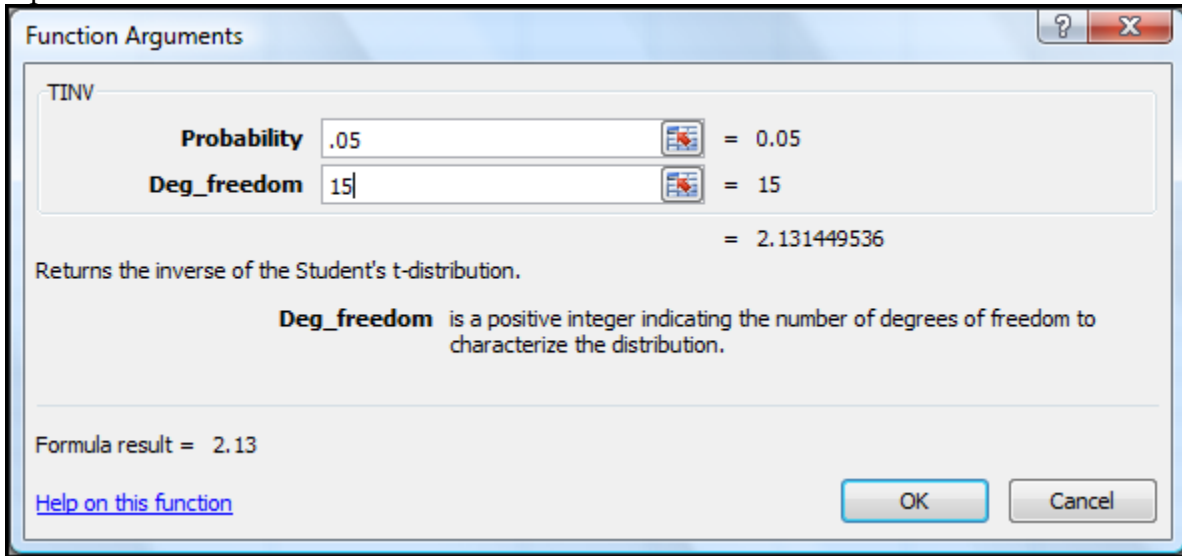 Function Arguments
TINV
Probability .05 = 0.05
Deg_freedom 15 = 15
= 2.131449536
Returns the inverse of the Student's t-distribution.
Deg_freedom is a positive integer indicating the number of degrees of freedom to
characterize the distribution.
Formula result = 2.13
Help on this function OK Cancel